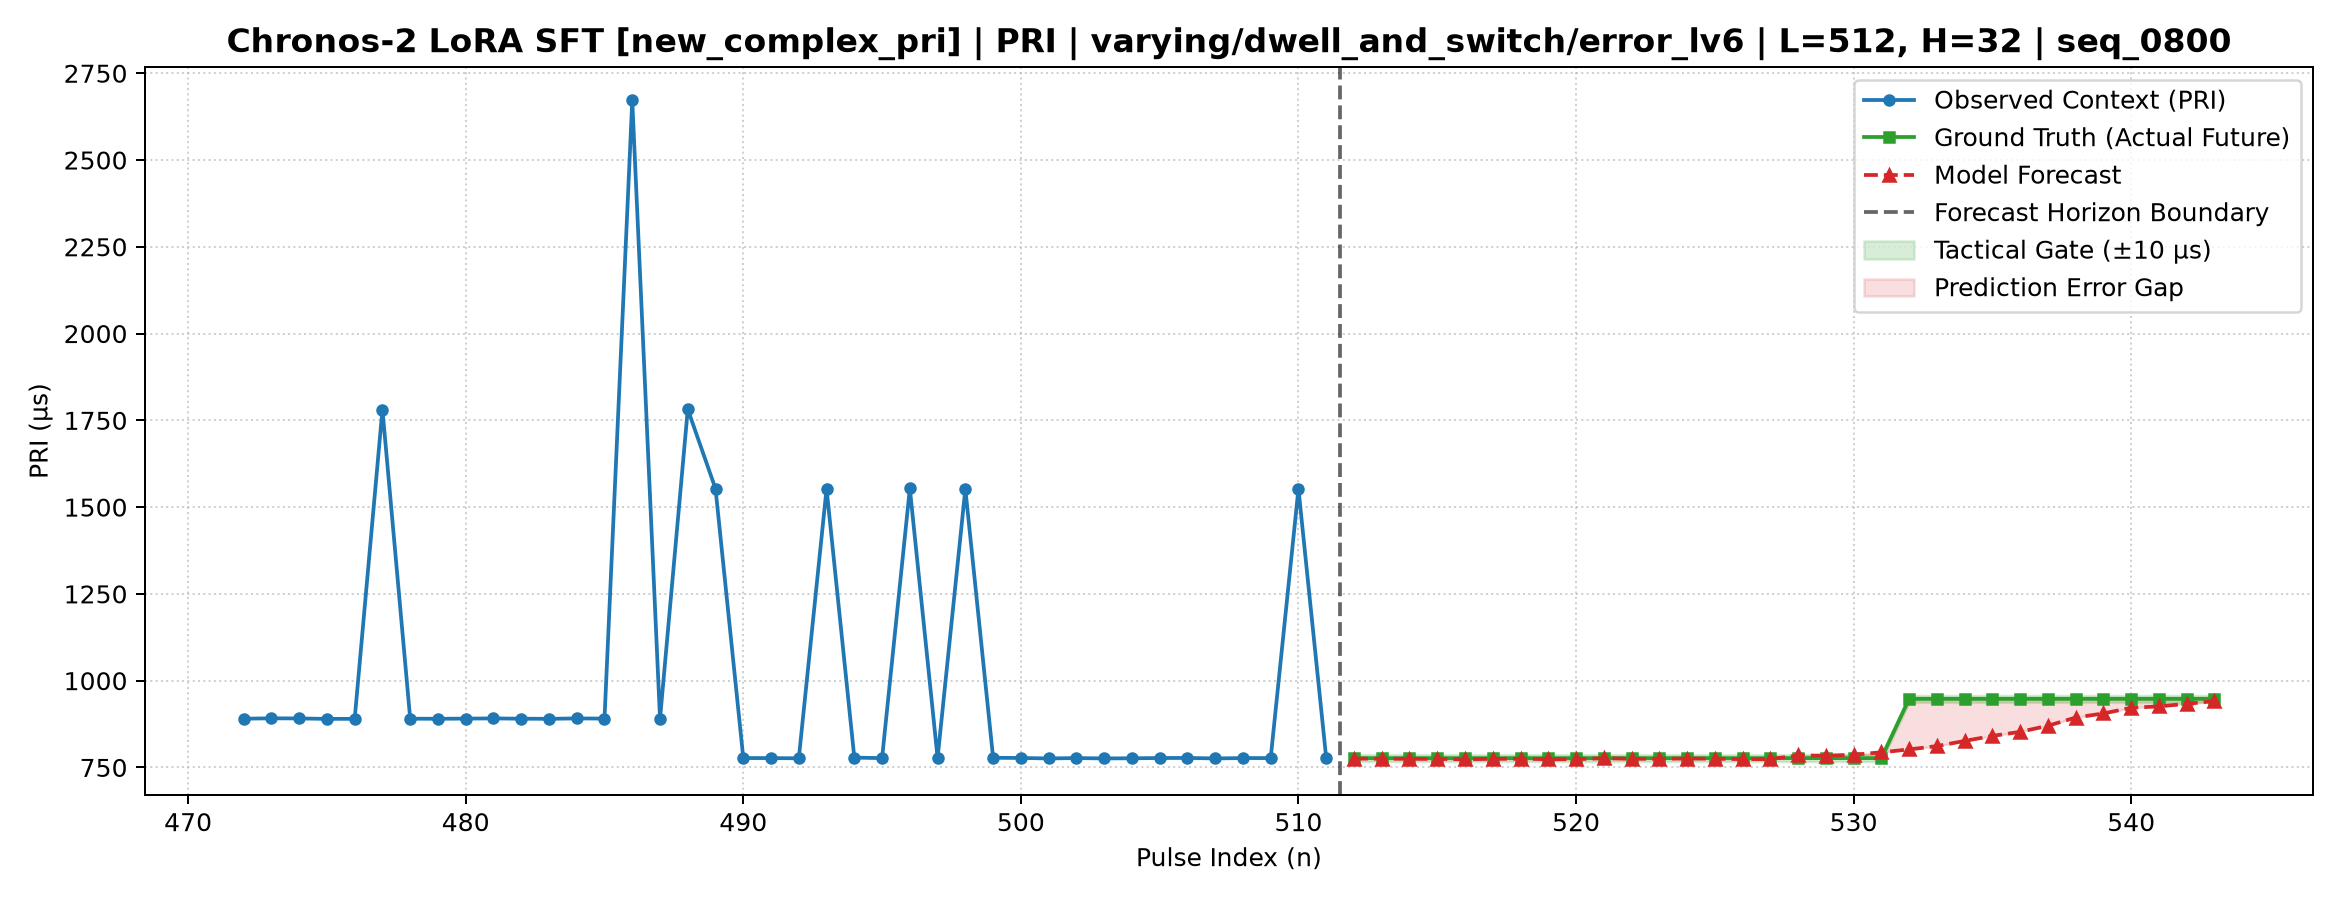 Chronos-2 LoRA SFT [new_complex_pri] | PRI | varying/dwell_and_switch/error_lv6 | L=512, H=32 | seq_0800
2750
2500
2250
2000
1750
1500
1250
1000
750
PRI (µs)
Observed Context (PRI)
Ground Truth (Actual Future)
Model Forecast
Forecast Horizon Boundary
Tactical Gate (±10 µs)
Prediction Error Gap
470 480 490 500 510 520 530 540
Pulse Index (n)